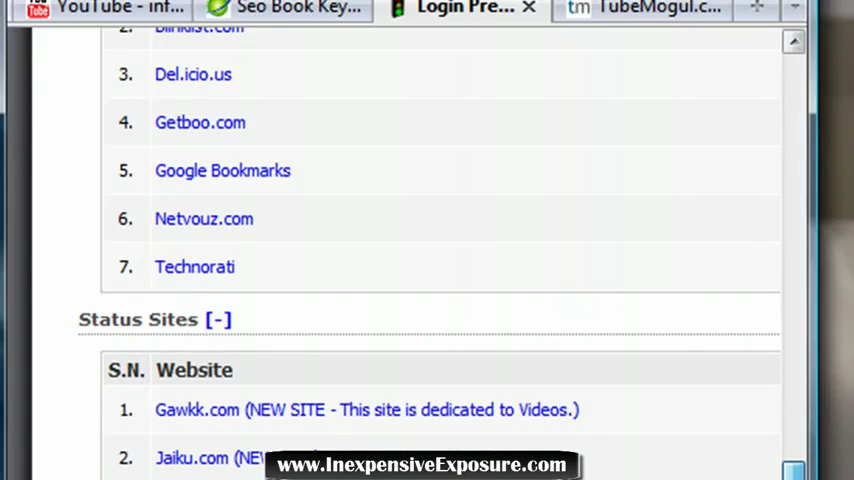 YouTube - inf...
Seo Book Key...
Login Pre...
TubeMogul.c...
2. Blinklist.com
3. Del.icio.us
4. Getboo.com
5. Google Bookmarks
6. Netvouz.com
7. Technorati
Status Sites [-]
S.N. Website
1. Gawkk.com (NEW SITE - This site is dedicated to Videos.)
2. Jaiku.com (NEW
www.InexpensiveExposure.com